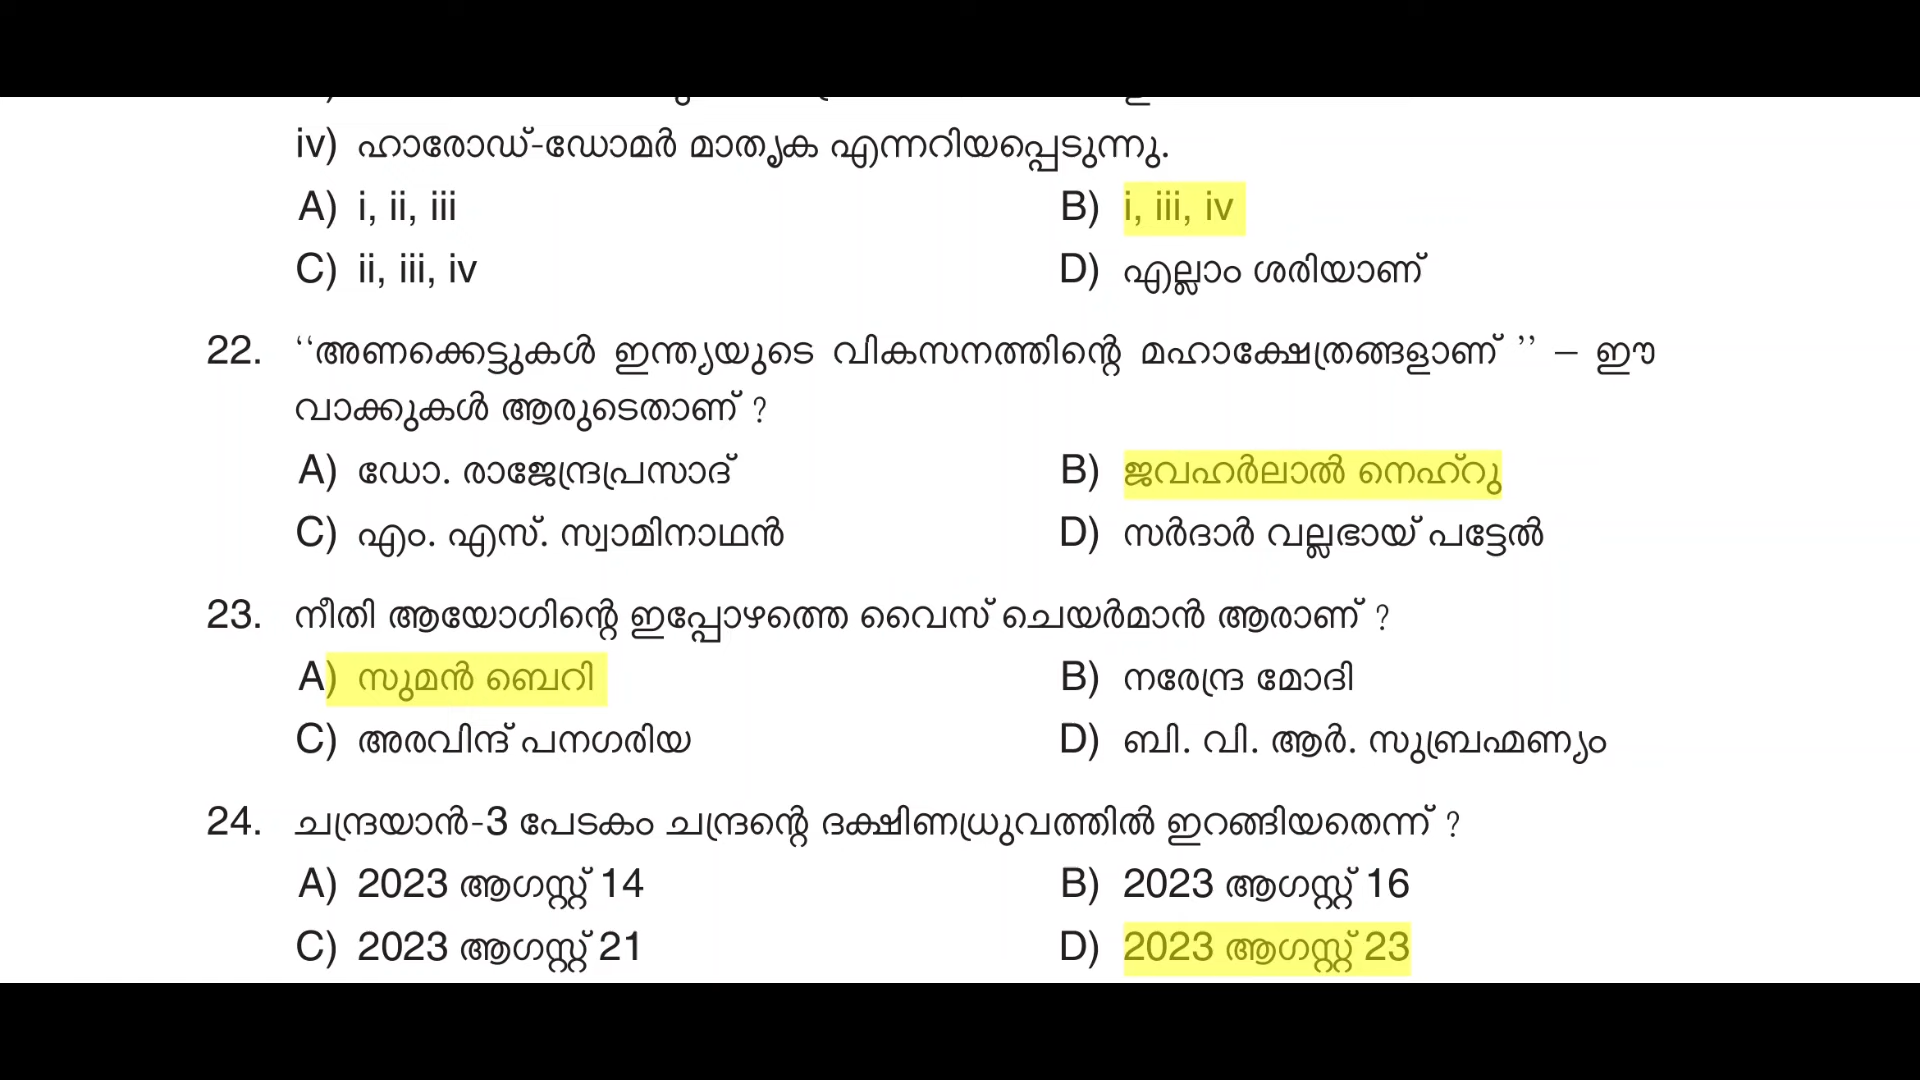 iv) ഹാരോഡ്-ഡോമർ മാതൃക എന്നറിയപ്പെടുന്നു.
A) i, ii, iii B) i, iii, iv
C) ii, iii, iv D) എല്ലാം ശരിയാണ്
22. ‘‘അണക്കെട്ടുകൾ ഇന്ത്യയുടെ വികസനത്തിന്റെ മഹാക്ഷേത്രങ്ങളാണ് ’’ – ഈ
വാക്കുകൾ ആരുടെതാണ് ?
A) ഡോ. രാജേന്ദ്രപ്രസാദ് B) ജവഹർലാൽ നെഹ്റു
C) എം. എസ്. സ്വാമിനാഥൻ D) സർദാർ വല്ലഭായ് പട്ടേൽ
23. നീതി ആയോഗിന്റെ ഇപ്പോഴത്തെ വൈസ് ചെയർമാൻ ആരാണ് ?
A) സുമൻ ബെറി B) നരേന്ദ്ര മോദി
C) അരവിന്ദ് പനഗരിയ D) ബി. വി. ആർ. സുബ്രഹ്മണ്യം
24. ചന്ദ്രയാൻ-3 പേടകം ചന്ദ്രന്റെ ദക്ഷിണധ്രുവത്തിൽ ഇറങ്ങിയതെന്ന് ?
A) 2023 ആഗസ്റ്റ് 14 B) 2023 ആഗസ്റ്റ് 16
C) 2023 ആഗസ്റ്റ് 21 D) 2023 ആഗസ്റ്റ് 23